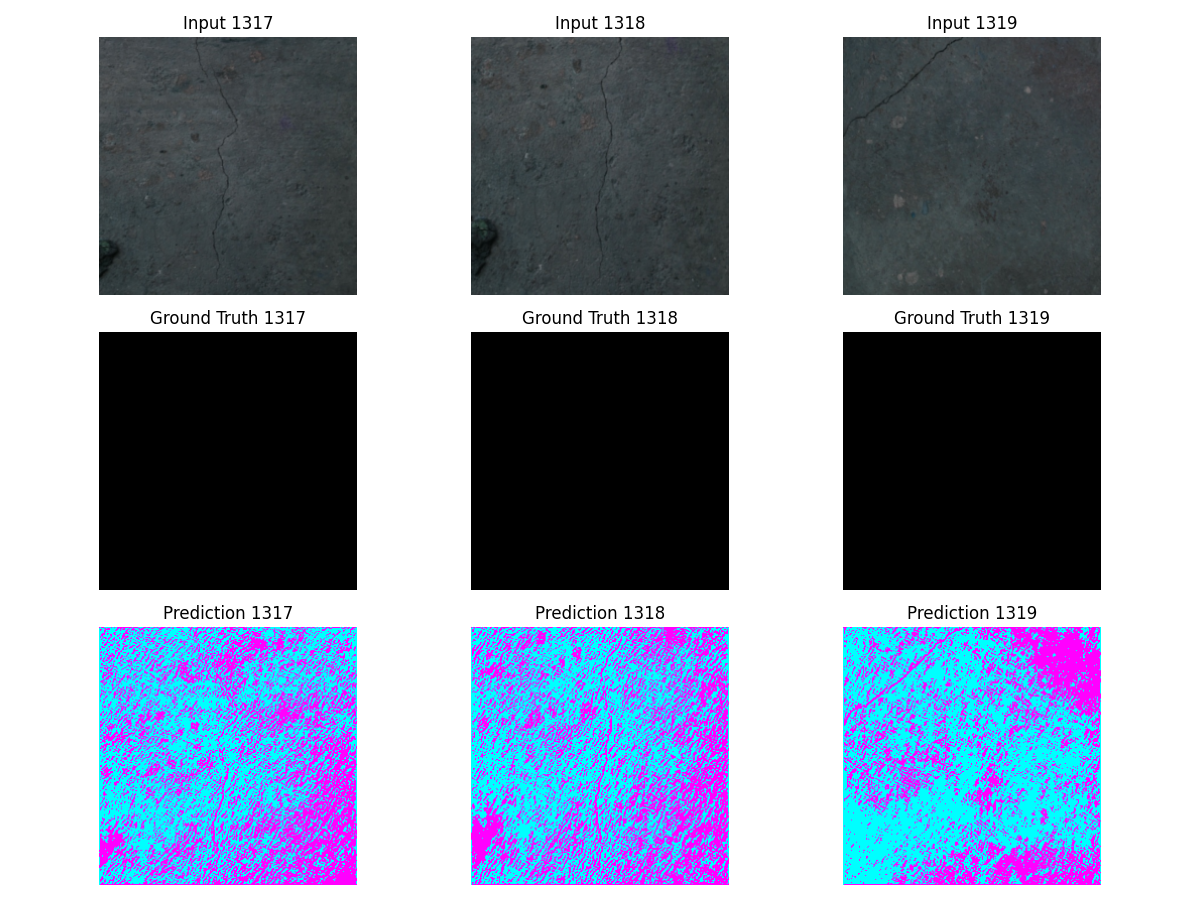 Input 1317
Input 1318
Input 1319
Ground Truth 1317
Ground Truth 1318
Ground Truth 1319
Prediction 1317
Prediction 1318
Prediction 1319